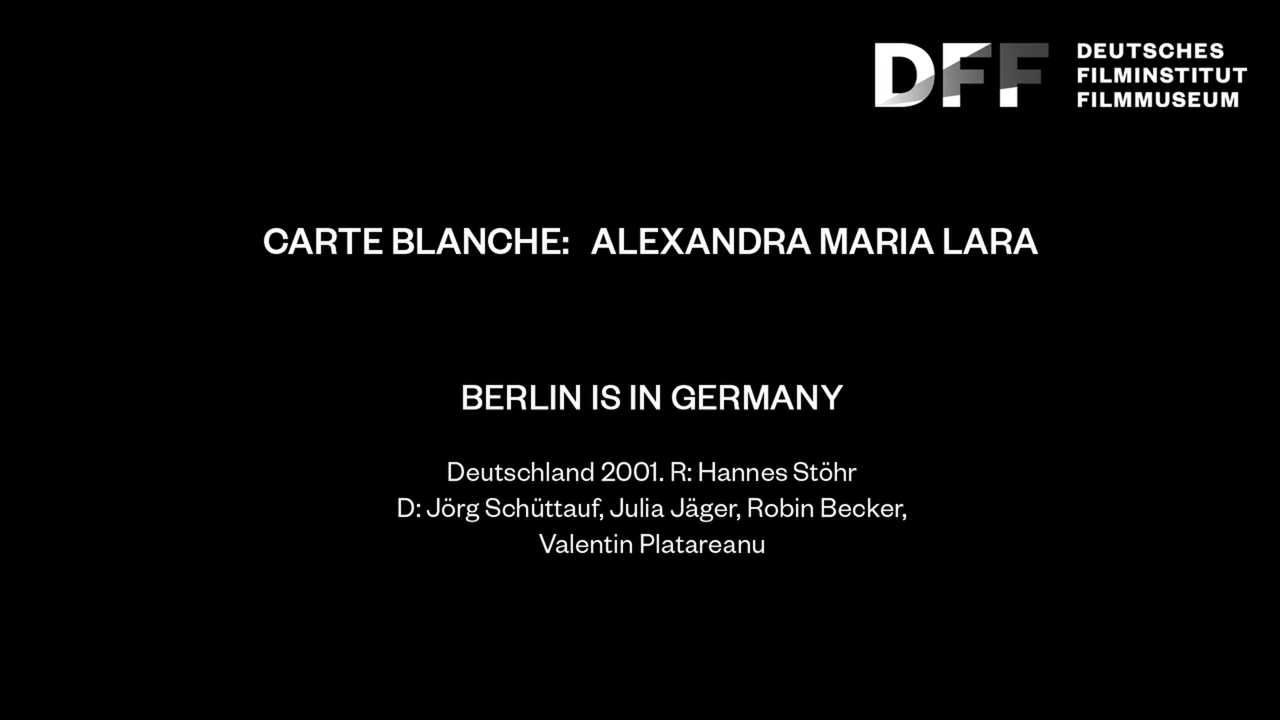 DFF
DEUTSCHES
FILMINSTITUT
FILMMUSEUM
CARTE BLANCHE: ALEXANDRA MARIA LARA
BERLIN IS IN GERMANY
Deutschland 2001. R: Hannes Stöhr
D: Jörg Schüttauf, Julia Jäger, Robin Becker,
Valentin Platareanu